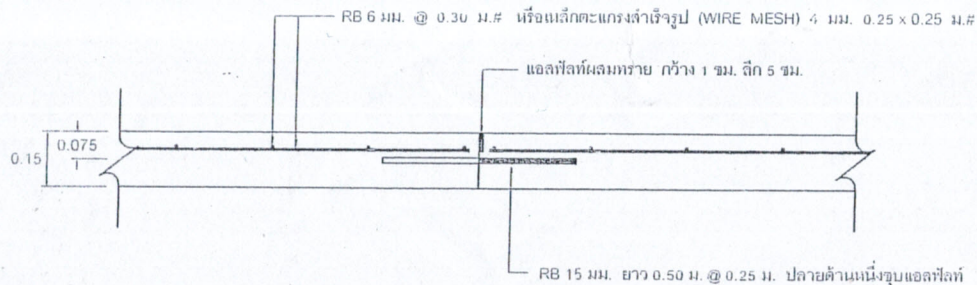 RB 6 มม. @ 0.30 ม.# หรือเหล็กตะแกรงสำเร็จรูป (WIRE MESH) 4 มม. 0.25 x 0.25 ม.#
แอสฟัลท์ผสมทราย กว้าง 1 ซม. ลึก 5 ซม.
0.15
0.075
RB 15 มม. ยาว 0.50 ม. @ 0.25 ม. ปลายด้านหนึ่งชุบแอสฟัลท์